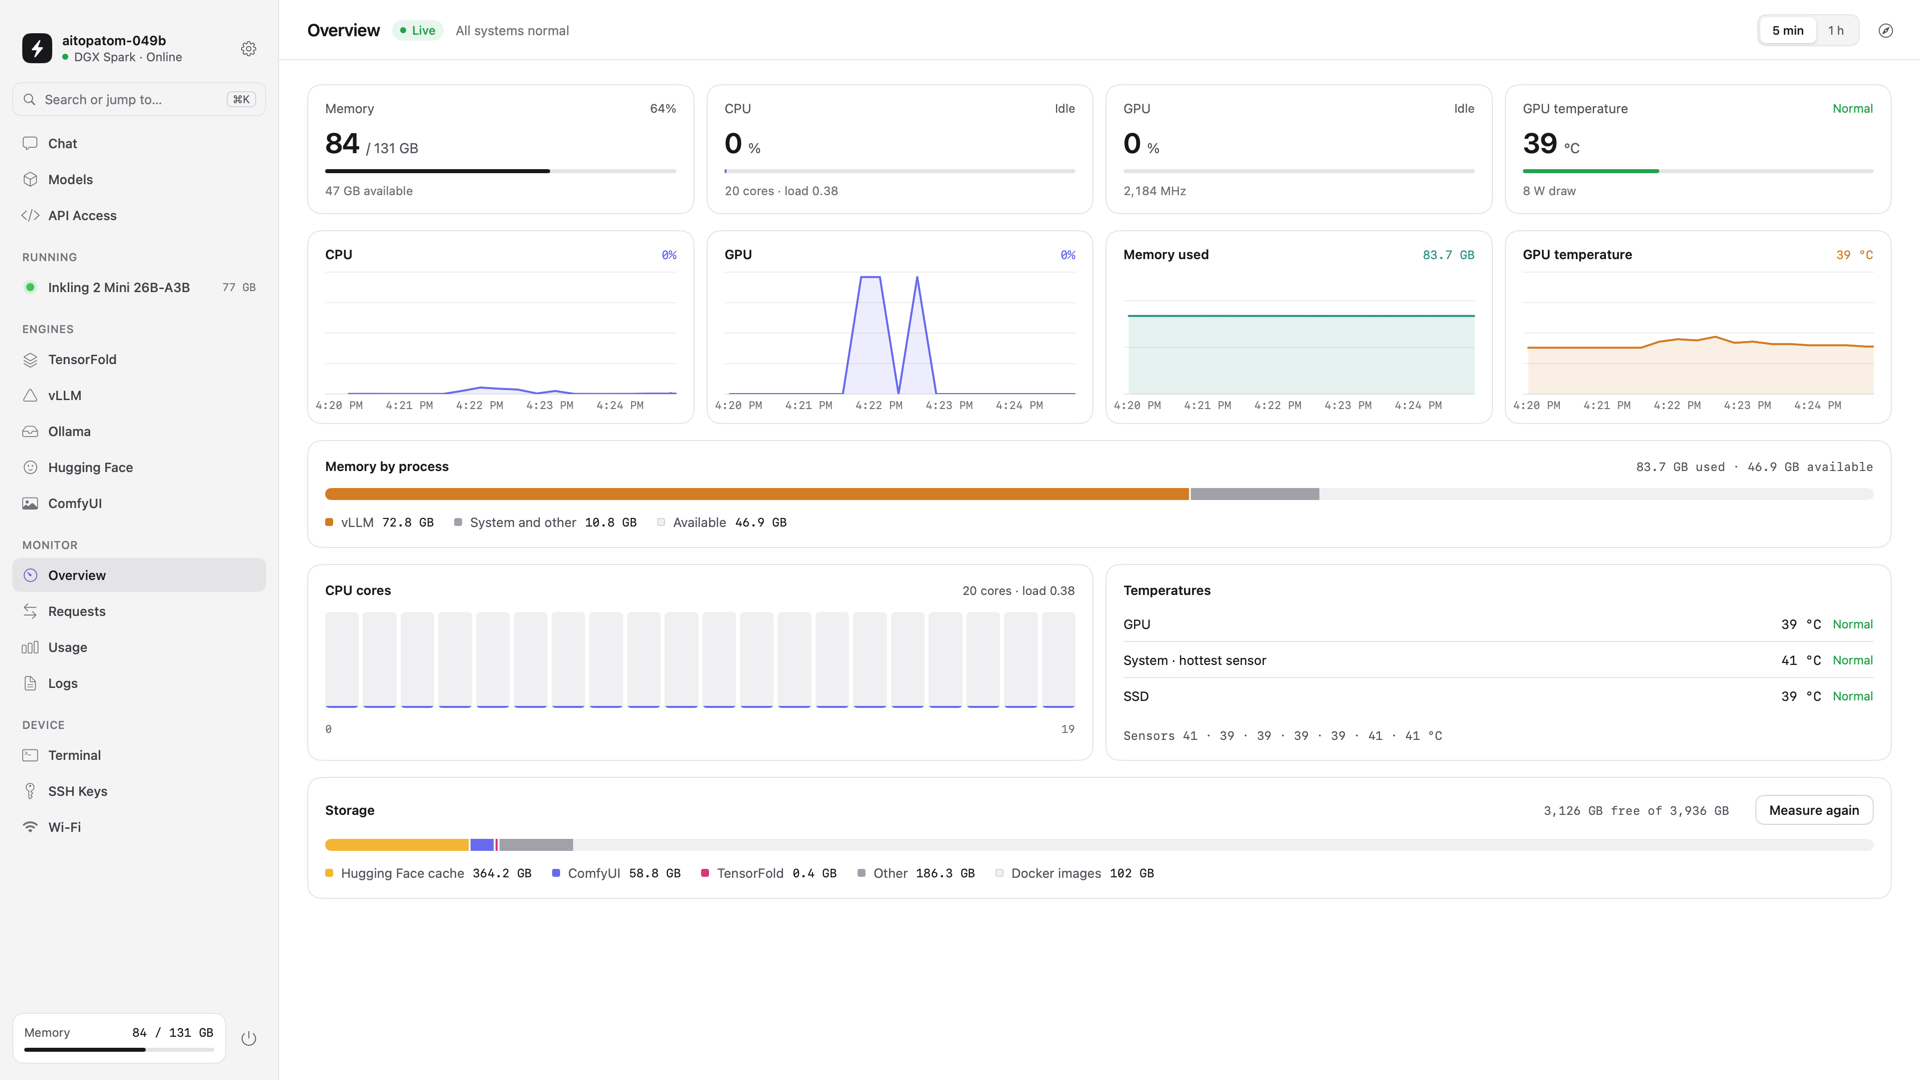 aitopatom-049b
DGX Spark · Online
Search or jump to...
⌘K
Chat
Models
API Access
RUNNING
Inkling 2 Mini 26B-A3B 77 GB
ENGINES
TensorFold
vLLM
Ollama
Hugging Face
ComfyUI
MONITOR
Overview
Requests
Usage
Logs
DEVICE
Terminal
SSH Keys
Wi-Fi
Memory 84 / 131 GB
Overview Live All systems normal
5 min 1 h
Memory 64%
84 / 131 GB
47 GB available
CPU Idle
0 %
20 cores · load 0.38
GPU Idle
0 %
2,184 MHz
GPU temperature Normal
39 °C
8 W draw
CPU 0%
4:20 PM 4:21 PM 4:22 PM 4:23 PM 4:24 PM
GPU 0%
4:20 PM 4:21 PM 4:22 PM 4:23 PM 4:24 PM
Memory used 83.7 GB
4:20 PM 4:21 PM 4:22 PM 4:23 PM 4:24 PM
GPU temperature 39 °C
4:20 PM 4:21 PM 4:22 PM 4:23 PM 4:24 PM
Memory by process 83.7 GB used · 46.9 GB available
vLLM 72.8 GB System and other 10.8 GB Available 46.9 GB
CPU cores 20 cores · load 0.38
0 19
Temperatures
GPU 39 °C Normal
System · hottest sensor 41 °C Normal
SSD 39 °C Normal
Sensors 41 · 39 · 39 · 39 · 39 · 41 · 41 °C
Storage 3,126 GB free of 3,936 GB Measure again
Hugging Face cache 364.2 GB ComfyUI 58.8 GB TensorFold 0.4 GB Other 186.3 GB Docker images 102 GB